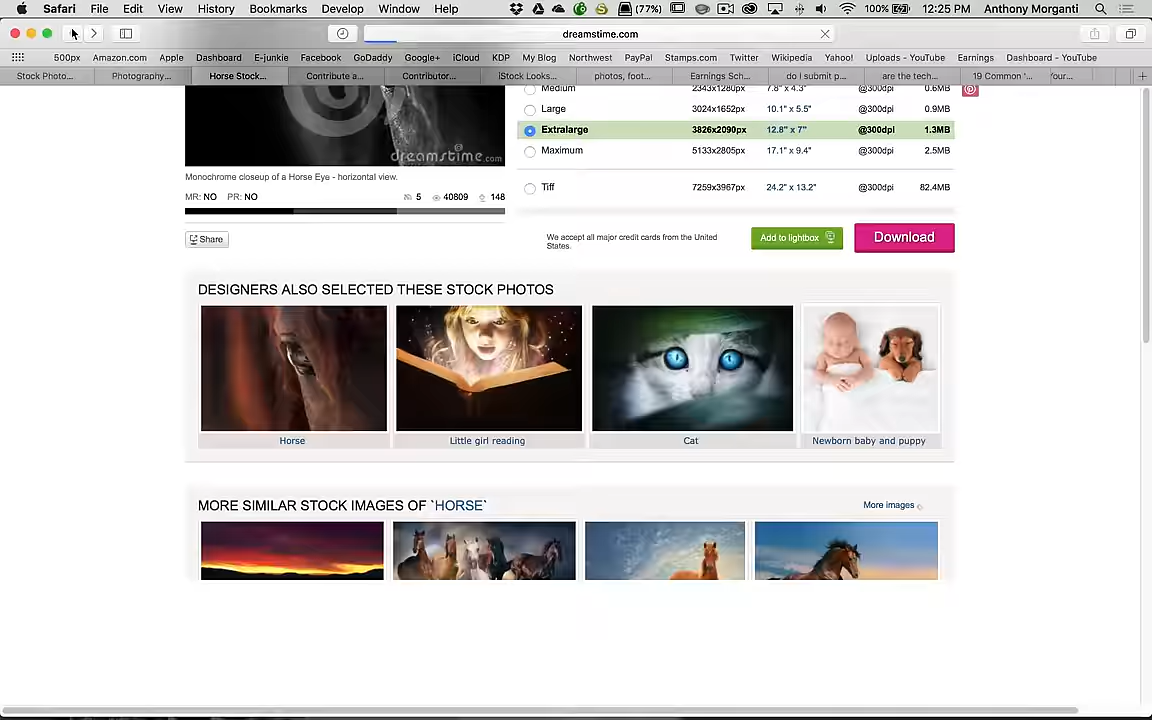 Safari File Edit View History Bookmarks Develop Window Help (77%) 100% 12:25 PM Anthony Morganti
dreamstime.com
500px Amazon.com Apple Dashboard E-junkie Facebook GoDaddy Google+ iCloud KDP My Blog Northwest PayPal Stamps.com Twitter Wikipedia Yahoo! Uploads - YouTube Earnings Dashboard - YouTube
Stock Photo... Photography... Horse Stock... Contribute a... Contributor... iStock Looks... photos, foot... Earnings Sch... do I submit p... are the tech... 19 Common '... Your...
Medium 2343x1280px 7.8" x 4.3" @300dpi 0.6MB
Large 3024x1652px 10.1" x 5.5" @300dpi 0.9MB
Extralarge 3826x2090px 12.8" x 7" @300dpi 1.3MB
Maximum 5133x2805px 17.1" x 9.4" @300dpi 2.5MB
Tiff 7259x3967px 24.2" x 13.2" @300dpi 82.4MB
dreamstime.com
Monochrome closeup of a Horse Eye - horizontal view.
MR: NO PR: NO 5 40809 148
Share
We accept all major credit cards from the United
States.
Add to lightbox
Download
DESIGNERS ALSO SELECTED THESE STOCK PHOTOS
Horse Little girl reading Cat Newborn baby and puppy
MORE SIMILAR STOCK IMAGES OF `HORSE` More images